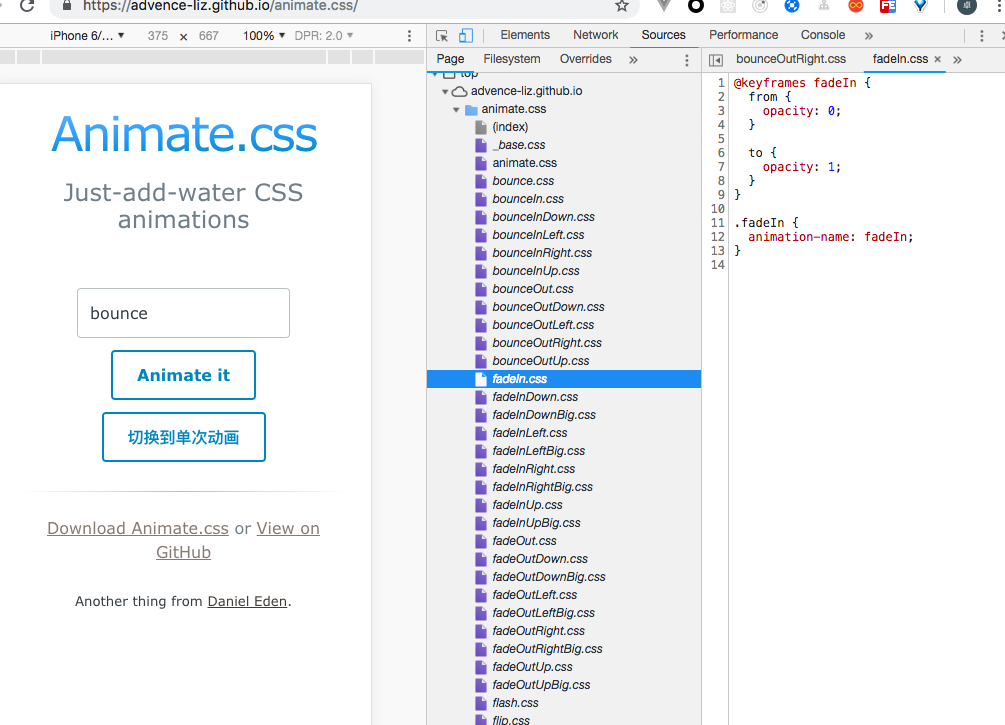 https://advence-liz.github.io/animate.css/
iPhone 6/... ▼ 375 × 667 100% ▼ DPR: 2.0 ▼
Elements Network Sources Performance Console »
Page Filesystem Overrides »
bounceOutRight.css fadeIn.css × »
top
advence-liz.github.io
animate.css
(index)
_base.css
animate.css
bounce.css
bounceIn.css
bounceInDown.css
bounceInLeft.css
bounceInRight.css
bounceInUp.css
bounceOut.css
bounceOutDown.css
bounceOutLeft.css
bounceOutRight.css
bounceOutUp.css
fadeIn.css
fadeInDown.css
fadeInDownBig.css
fadeInLeft.css
fadeInLeftBig.css
fadeInRight.css
fadeInRightBig.css
fadeInUp.css
fadeInUpBig.css
fadeOut.css
fadeOutDown.css
fadeOutDownBig.css
fadeOutLeft.css
fadeOutLeftBig.css
fadeOutRight.css
fadeOutRightBig.css
fadeOutUp.css
fadeOutUpBig.css
flash.css
flip.css
1 @keyframes fadeIn {
2 from {
3 opacity: 0;
4 }
5
6 to {
7 opacity: 1;
8 }
9 }
10
11 .fadeIn {
12 animation-name: fadeIn;
13 }
14
Animate.css
Just-add-water CSS
animations
bounce
Animate it
切换到单次动画
Download Animate.css or View on
GitHub
Another thing from Daniel Eden.